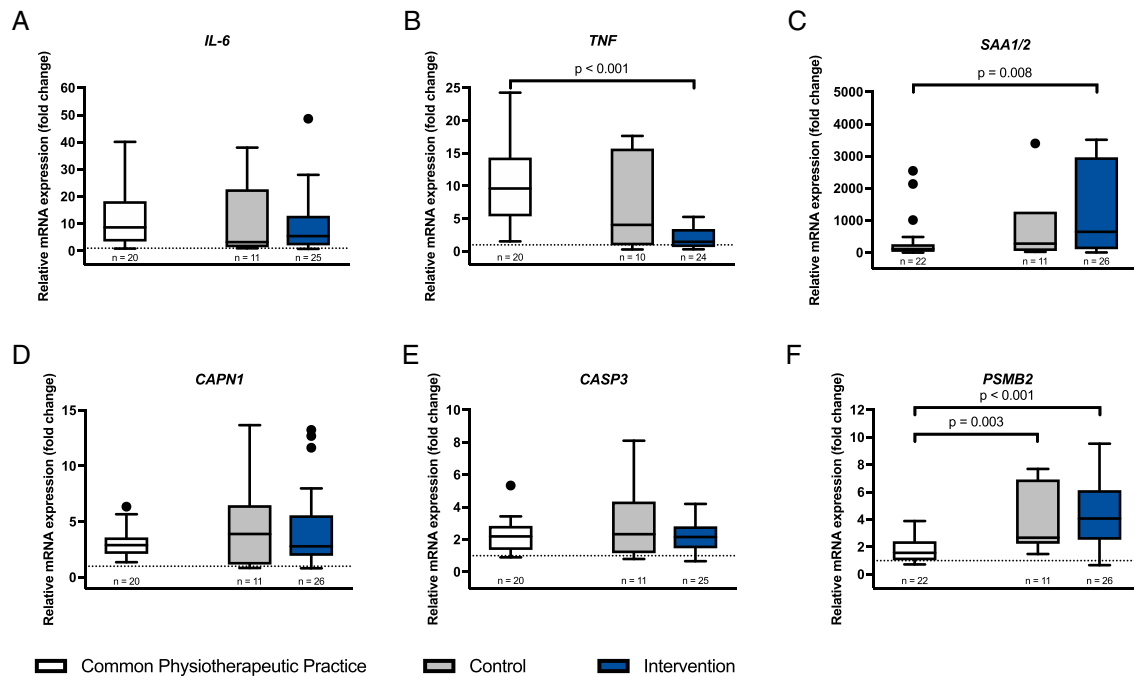 A
IL-6
Relative mRNA expression (fold change)
60
50
40
30
20
10
0
n = 20
n = 11
n = 25
B
TNF
p < 0.001
Relative mRNA expression (fold change)
25
20
15
10
5
0
n = 20
n = 10
n = 24
C
SAA1/2
p = 0.008
Relative mRNA expression (fold change)
5000
4000
3000
2000
1000
0
n = 22
n = 11
n = 26
D
CAPN1
Relative mRNA expression (fold change)
15
10
5
0
n = 20
n = 11
n = 26
E
CASP3
Relative mRNA expression (fold change)
10
8
6
4
2
0
n = 20
n = 11
n = 25
F
PSMB2
p < 0.001
p = 0.003
Relative mRNA expression (fold change)
12
10
8
6
4
2
0
n = 22
n = 11
n = 26
Common Physiotherapeutic Practice
Control
Intervention